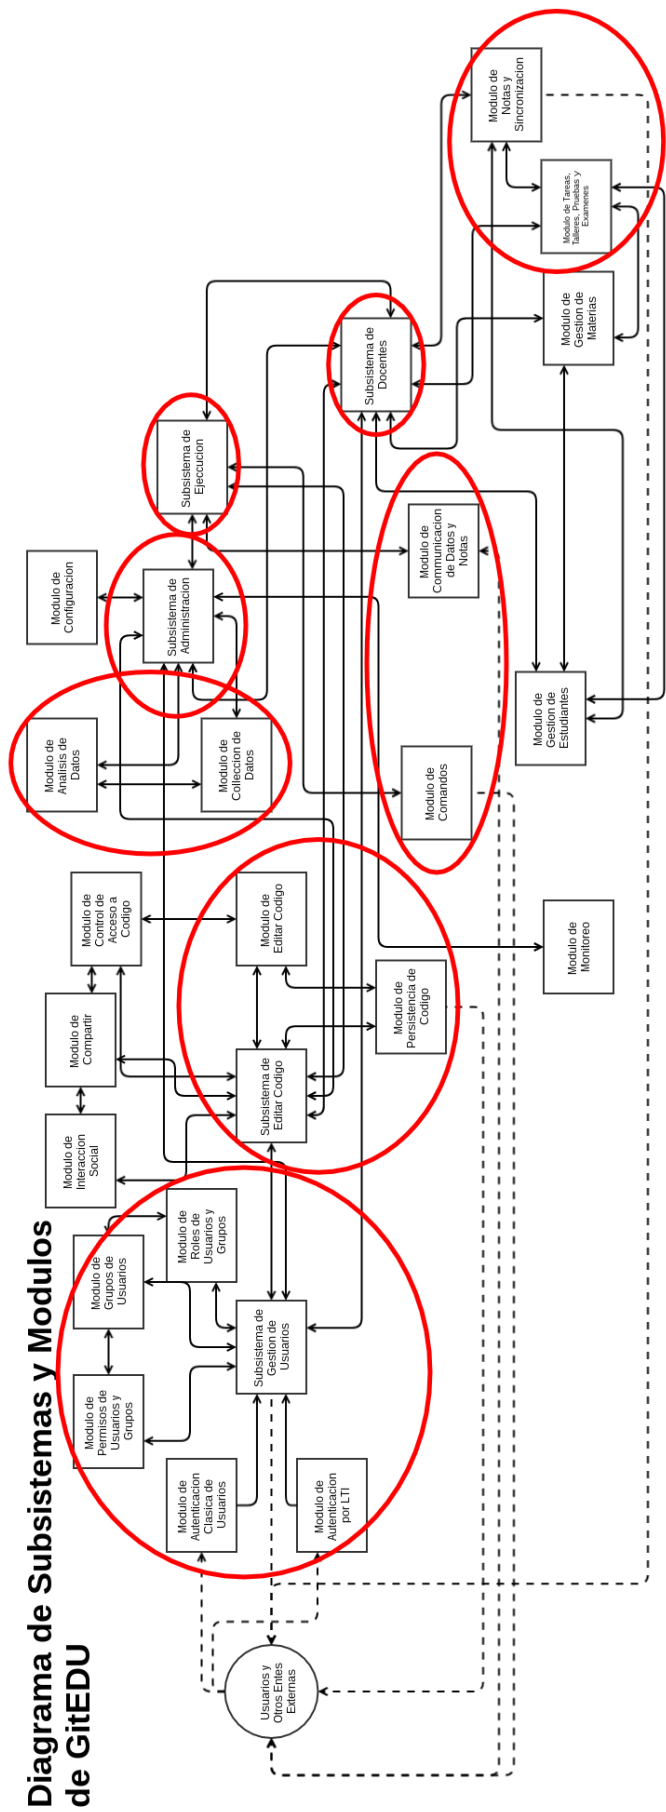 Diagrama de Subsistemas y Modulos
de GitEDU
Usuarios y
Otros Entes
Externas
Modulo de
Autenticacion
Clasica de
Usuarios
Modulo de
Autenticacion
por LTI
Modulo de
Permisos de
Usuarios y
Grupos
Modulo de
Grupos de
Usuarios
Modulo de
Roles de
Usuarios y
Grupos
Subsistema de
Gestion de
Usuarios
Modulo de
Interaccion
Social
Modulo de
Compartir
Modulo de
Control de
Acceso a
Codigo
Subsistema de
Editar Codigo
Modulo de
Editar Codigo
Modulo de
Persistencia de
Codigo
Modulo de
Monitoreo
Modulo de
Analisis de
Datos
Modulo de
Colleccion de
Datos
Modulo de
Comandos
Modulo de
Gestion de
Estudiantes
Modulo de
Configuracion
Subsistema de
Administracion
Modulo de
Communicacion
de Datos y
Notas
Subsistema de
Ejeccucion
Subsistema de
Docentes
Modulo de
Gestion de
Materias
Modulo de Tareas,
Talleres, Pruebas y
Examenes
Modulo de
Notas y
Sincronizacion